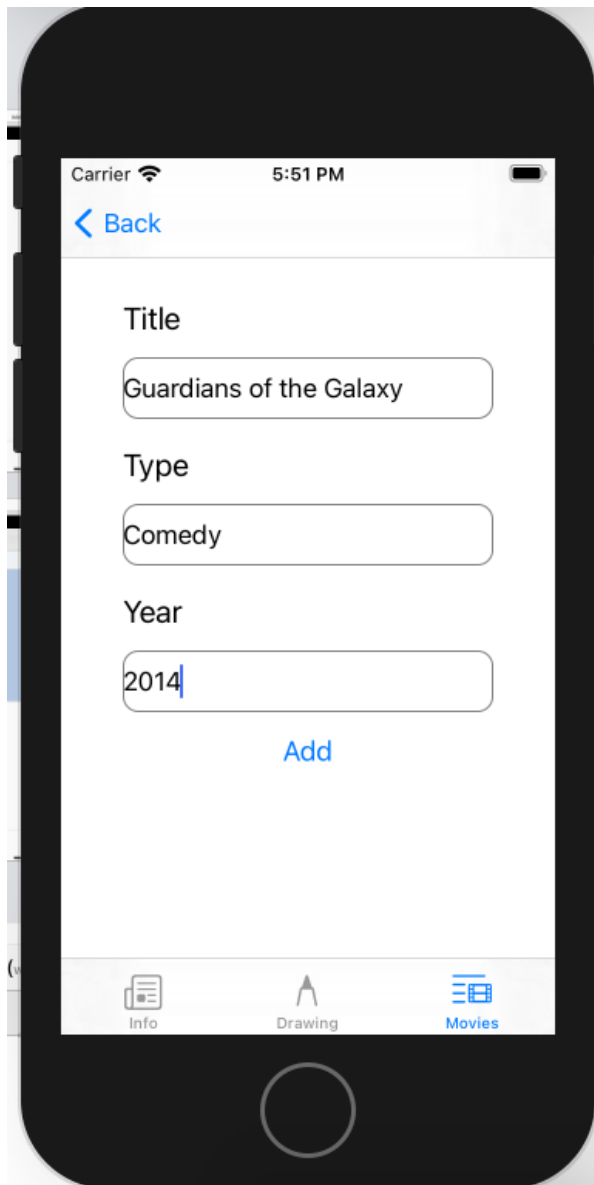 Carrier 5:51 PM
Back
Title
Guardians of the Galaxy
Type
Comedy
Year
2014
Add
Info Drawing Movies